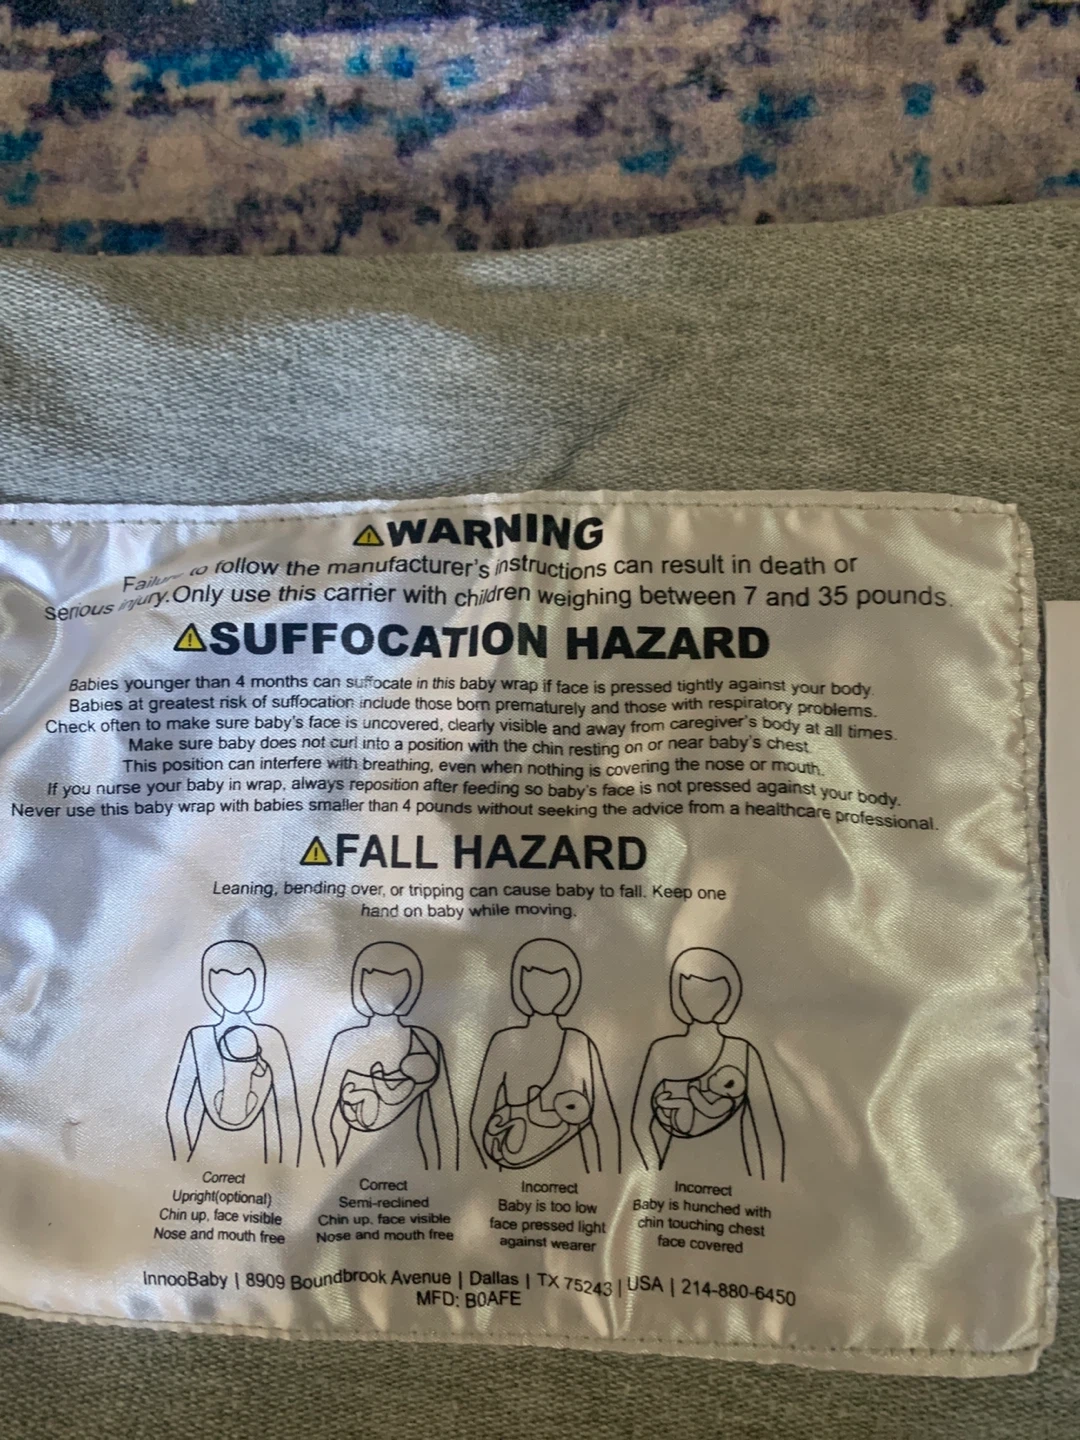 WARNING
Failure to follow the manufacturer's instructions can result in death or
Serious injury.Only use this carrier with children weighing between 7 and 35 pounds.
SUFFOCATION HAZARD
Babies younger than 4 months can suffocate in this baby wrap if face is pressed tightly against your body.
Babies at greatest risk of suffocation include those born prematurely and those with respiratory problems.
Check often to make sure baby's face is uncovered, clearly visible and away from caregiver's body at all times.
Make sure baby does not curl into a position with the chin resting on or near baby's chest.
This position can interfere with breathing, even when nothing is covering the nose or mouth.
If you nurse your baby in wrap, always reposition after feeding so baby's face is not pressed against your body.
Never use this baby wrap with babies smaller than 4 pounds without seeking the advice from a healthcare professional.
FALL HAZARD
Leaning, bending over, or tripping can cause baby to fall. Keep one
hand on baby while moving.
Correct
Upright(optional)
Chin up, face visible
Nose and mouth free
Correct
Semi-reclined
Chin up, face visible
Nose and mouth free
Incorrect
Baby is too low
face pressed light
against wearer
Incorrect
Baby is hunched with
chin touching chest
face covered
InnooBaby | 8909 Boundbrook Avenue | Dallas | TX 75243 | USA | 214-880-6450
MFD: B0AFE